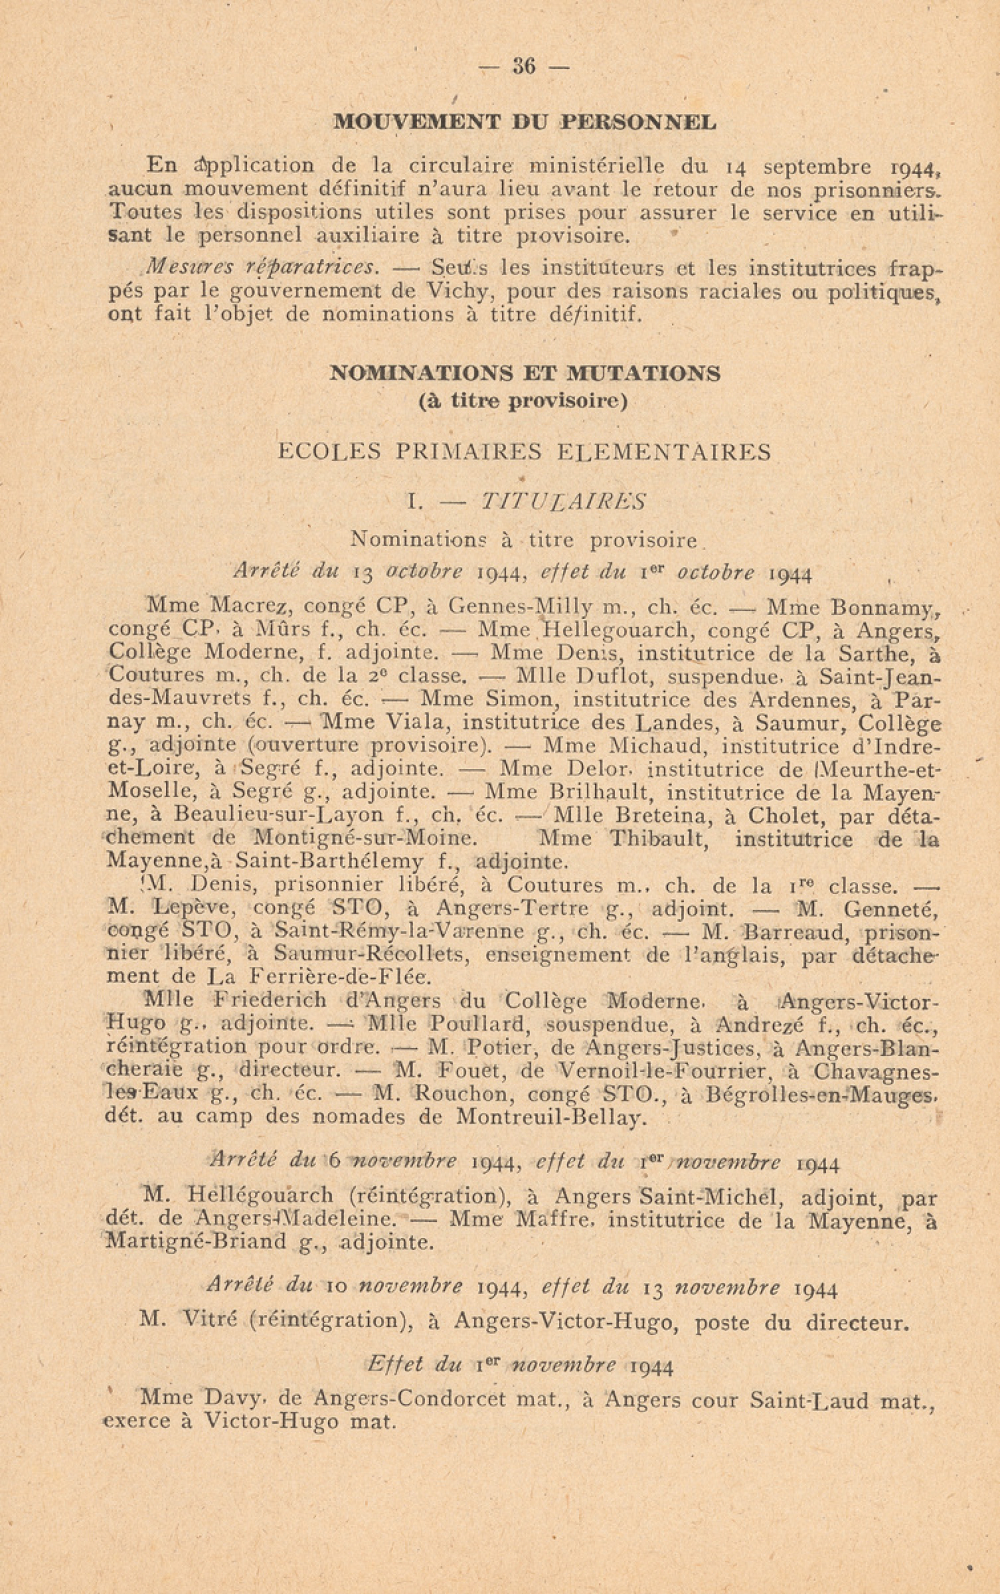 — 36 —
MOUVEMENT DU PERSONNEL
En application de la circulaire ministérielle du 14 septembre 1944,
aucun mouvement définitif n'aura lieu avant le retour de nos prisonniers.
Toutes les dispositions utiles sont prises pour assurer le service en utili-
sant le personnel auxiliaire à titre provisoire.
Mesures réparatrices. — Seuls les instituteurs et les institutrices frap-
pés par le gouvernement de Vichy, pour des raisons raciales ou politiques,
ont fait l'objet de nominations à titre définitif.
NOMINATIONS ET MUTATIONS
(à titre provisoire)
ECOLES PRIMAIRES ELEMENTAIRES
I. — TITULAIRES
Nominations à titre provisoire.
Arrêté du 13 octobre 1944, effet du 1er octobre 1944
Mme Macrez, congé CP, à Gennes-Milly m., ch. éc. — Mme Bonnamy,
congé CP. à Mûrs f., ch. éc. — Mme Hellegouarch, congé CP, à Angers,
Collège Moderne, f. adjointe. — Mme Denis, institutrice de la Sarthe, à
Coutures m., ch. de la 2e classe. — Mlle Duflot, suspendue. à Saint-Jean-
des-Mauvrets f., ch. éc. — Mme Simon, institutrice des Ardennes, à Par-
nay m., ch. éc. — Mme Viala, institutrice des Landes, à Saumur, Collège
g., adjointe (ouverture provisoire). — Mme Michaud, institutrice d'Indre-
et-Loire, à Segré f., adjointe. — Mme Delor. institutrice de Meurthe-et-
Moselle, à Segré g., adjointe. — Mme Brilhault, institutrice de la Mayen-
ne, à Beaulieu-sur-Layon f., ch. éc. — Mlle Breteina, à Cholet, par déta-
chement de Montigné-sur-Moine. Mme Thibault, institutrice de la
Mayenne,à Saint-Barthélemy f., adjointe.
M. Denis, prisonnier libéré, à Coutures m.. ch. de la 1re classe. —
M. Lepève, congé STO, à Angers-Tertre g., adjoint. — M. Genneté,
congé STO, à Saint-Rémy-la-Varenne g., ch. éc. — M. Barreaud, prison-
nier libéré, à Saumur-Récollets, enseignement de l'anglais, par détache-
ment de La Ferrière-de-Flée.
Mlle Friederich d'Angers du Collège Moderne. à Angers-Victor-
Hugo g.. adjointe. — Mlle Poullard, souspendue, à Andrezé f., ch. éc.,
réintégration pour ordre. — M. Potier, de Angers-Justices, à Angers-Blan-
cheraie g., directeur. — M. Fouet, de Vernoil-le-Fourrier, à Chavagnes-
les-Eaux g., ch. éc. — M. Rouchon, congé STO., à Bégrolles-en-Mauges.
dét. au camp des nomades de Montreuil-Bellay.
Arrêté du 6 novembre 1944, effet du 1er novembre 1944
M. Hellégouarch (réintégration), à Angers Saint-Michel, adjoint, par
dét. de Angers-Madeleine. — Mme Maffre. institutrice de la Mayenne, à
Martigné-Briand g., adjointe.
Arrêté du 10 novembre 1944, effet du 13 novembre 1944
M. Vitré (réintégration), à Angers-Victor-Hugo, poste du directeur.
Effet du 1er novembre 1944
Mme Davy. de Angers-Condorcet mat., à Angers cour Saint-Laud mat.,
exerce à Victor-Hugo mat.